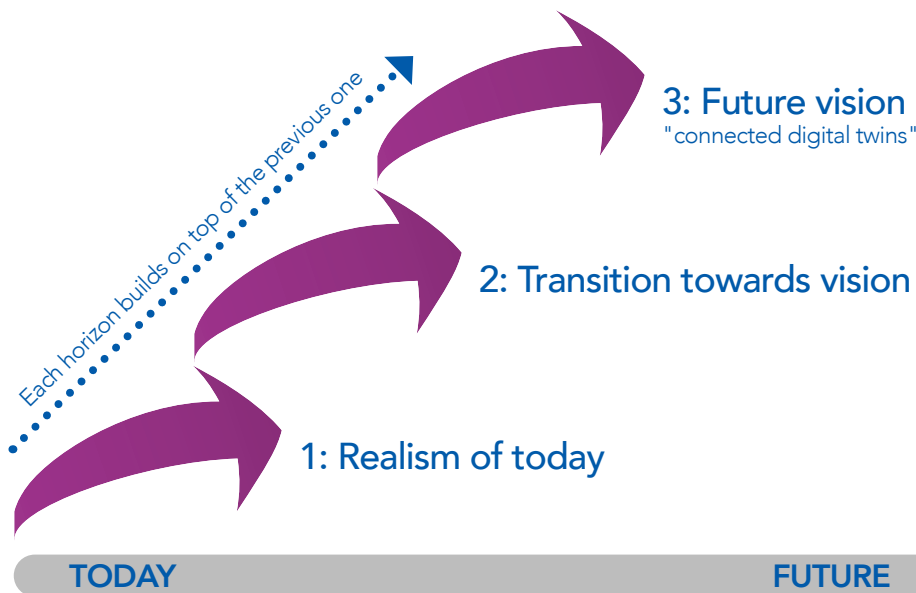 Each horizon builds on top of the previous one
3: Future vision
"connected digital twins"
2: Transition towards vision
1: Realism of today
TODAY
FUTURE